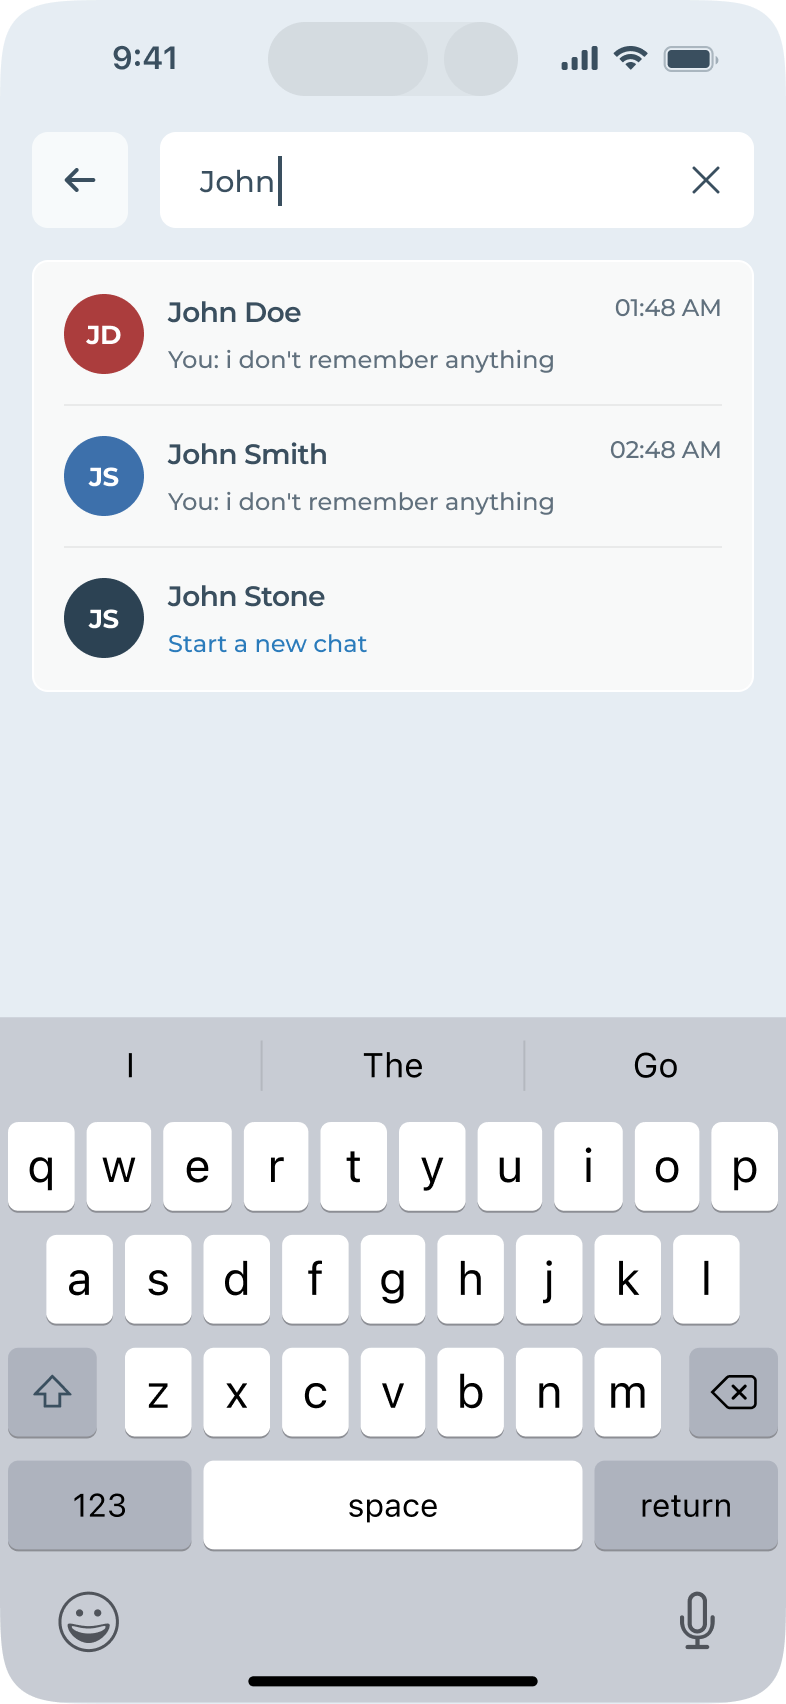 9:41
John
JD
John Doe
01:48 AM
You: i don't remember anything
JS
John Smith
02:48 AM
You: i don't remember anything
JS
John Stone
Start a new chat
I The Go
q w e r t y u i o p
a s d f g h j k l
z x c v b n m
123 space return